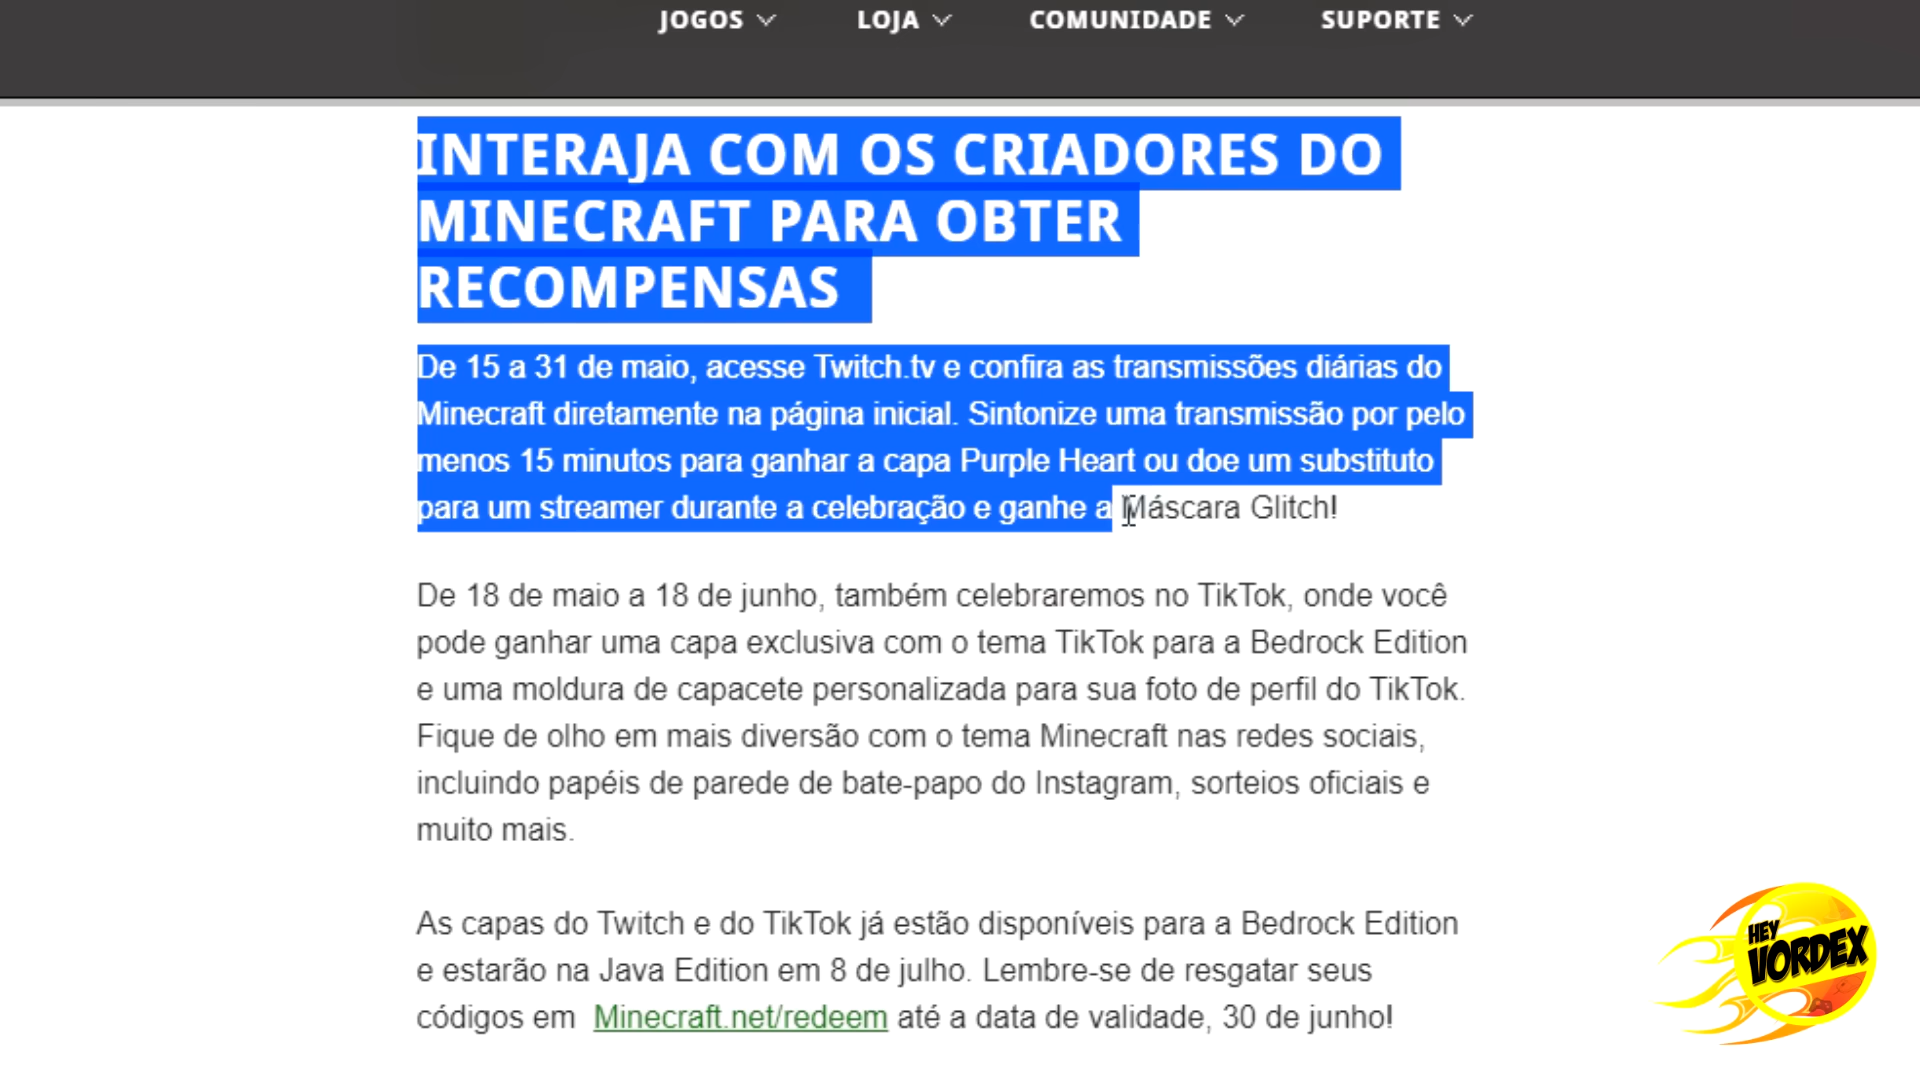 JOGOS LOJA COMUNIDADE SUPORTE
INTERAJA COM OS CRIADORES DO
MINECRAFT PARA OBTER
RECOMPENSAS
De 15 a 31 de maio, acesse Twitch.tv e confira as transmissões diárias do
Minecraft diretamente na página inicial. Sintonize uma transmissão por pelo
menos 15 minutos para ganhar a capa Purple Heart ou doe um substituto
para um streamer durante a celebração e ganhe a Máscara Glitch!
De 18 de maio a 18 de junho, também celebraremos no TikTok, onde você
pode ganhar uma capa exclusiva com o tema TikTok para a Bedrock Edition
e uma moldura de capacete personalizada para sua foto de perfil do TikTok.
Fique de olho em mais diversão com o tema Minecraft nas redes sociais,
incluindo papéis de parede de bate-papo do Instagram, sorteios oficiais e
muito mais.
As capas do Twitch e do TikTok já estão disponíveis para a Bedrock Edition
e estarão na Java Edition em 8 de julho. Lembre-se de resgatar seus
códigos em Minecraft.net/redeem até a data de validade, 30 de junho!
HEY
VORDEX